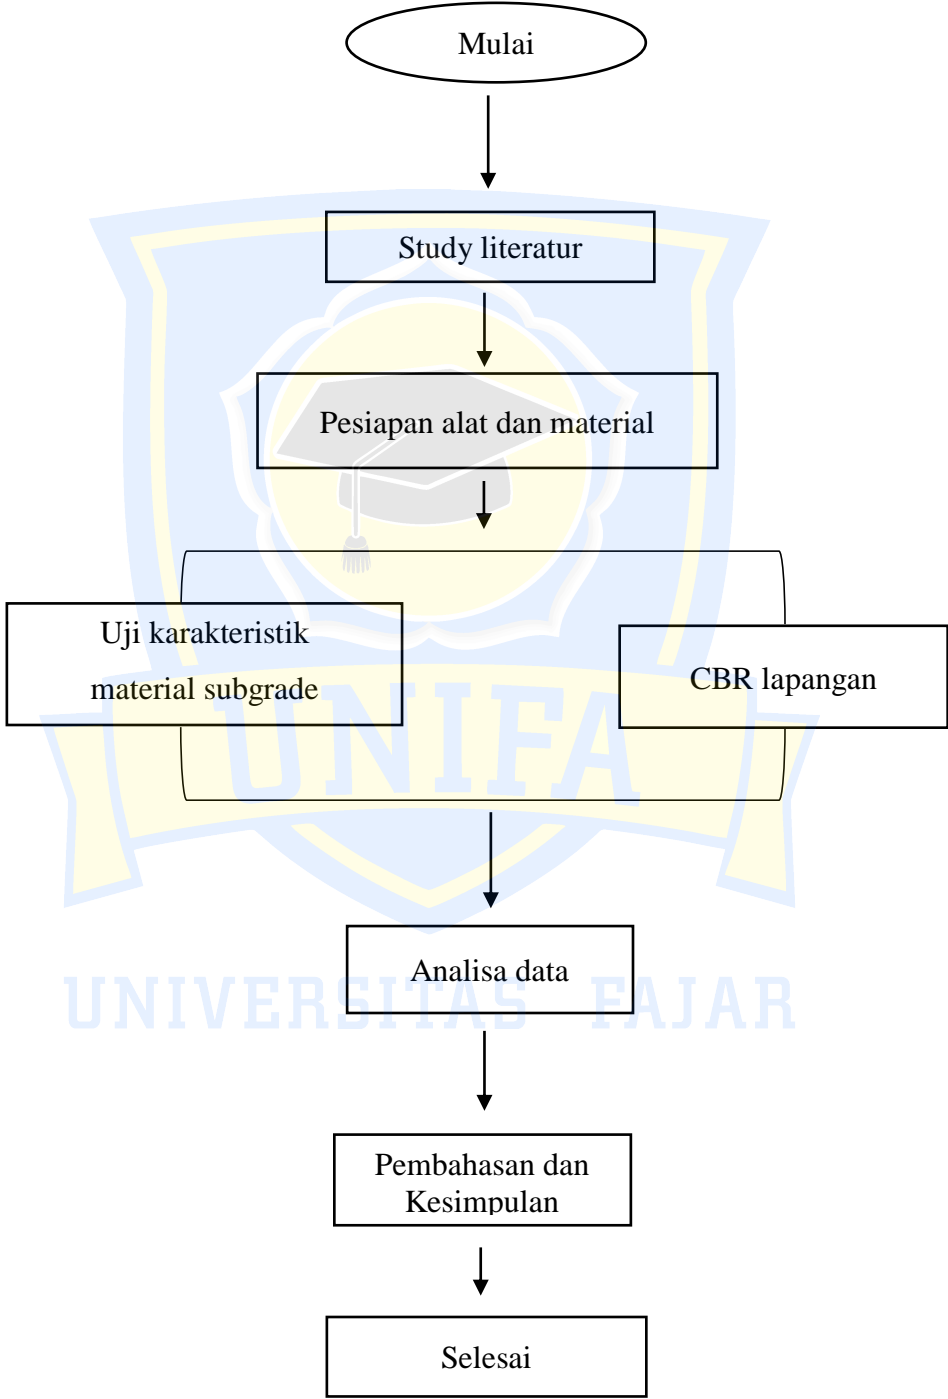 Mulai
Study literatur
Pesiapan alat dan material
Uji karakteristik
material subgrade
CBR lapangan
UNIFA
Analisa data
UNIVERSITAS FAJAR
Pembahasan dan
Kesimpulan
Selesai